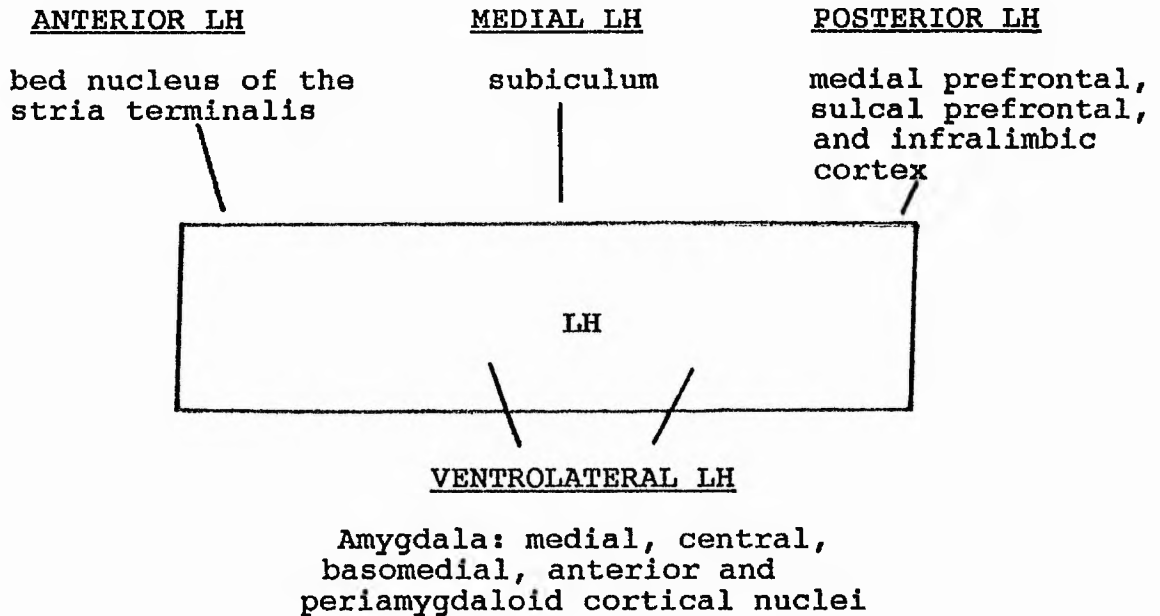 ANTERIOR LH
bed nucleus of the
stria terminalis
MEDIAL LH
subiculum
POSTERIOR LH
medial prefrontal,
sulcal prefrontal,
and infralimbic
cortex
LH
VENTROLATERAL LH
Amygdala: medial, central,
basomedial, anterior and
periamygdaloid cortical nuclei